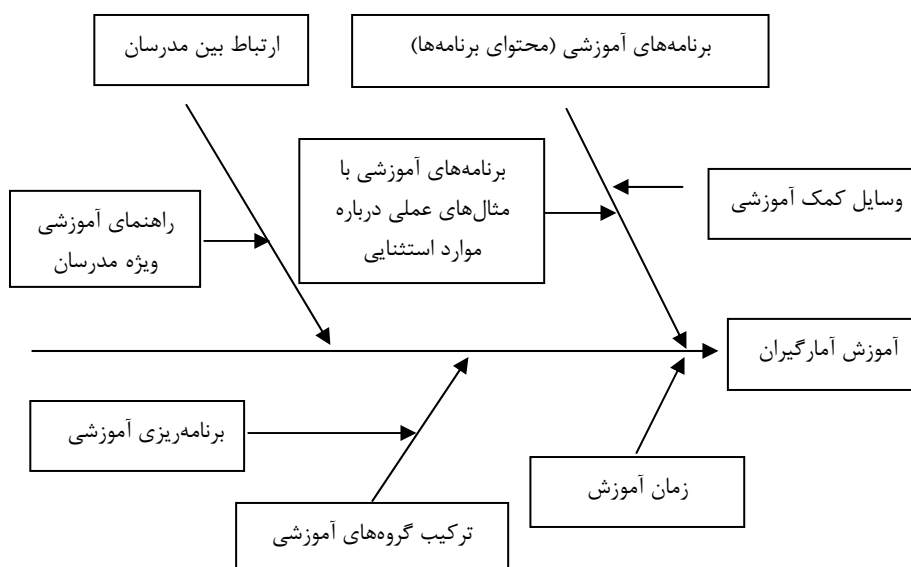 برنامه‌های آموزشی (محتوای برنامه‌ها)
ارتباط بین مدرسان
برنامه‌های آموزشی با
مثال‌های عملی درباره
موارد استثنایی
وسایل کمک آموزشی
راهنمای آموزشی
ویژه مدرسان
آموزش آمارگیران
برنامه‌ریزی آموزشی
زمان آموزش
ترکیب گروه‌های آموزشی